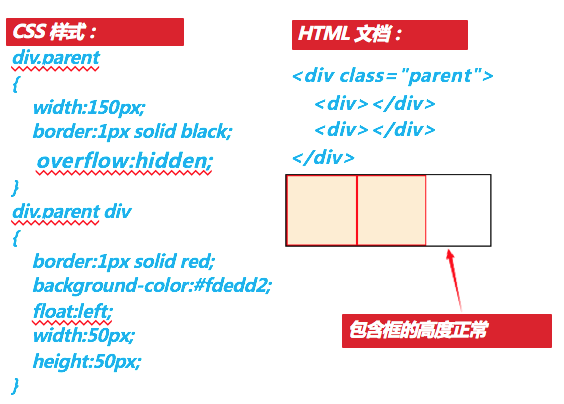 CSS 样式：
div.parent
{
width:150px;
border:1px solid black;
overflow:hidden;
}
div.parent div
{
border:1px solid red;
background-color:#fdedd2;
float:left;
width:50px;
height:50px;
}
HTML 文档：
<div class="parent">
<div></div>
<div></div>
</div>
包含框的高度正常